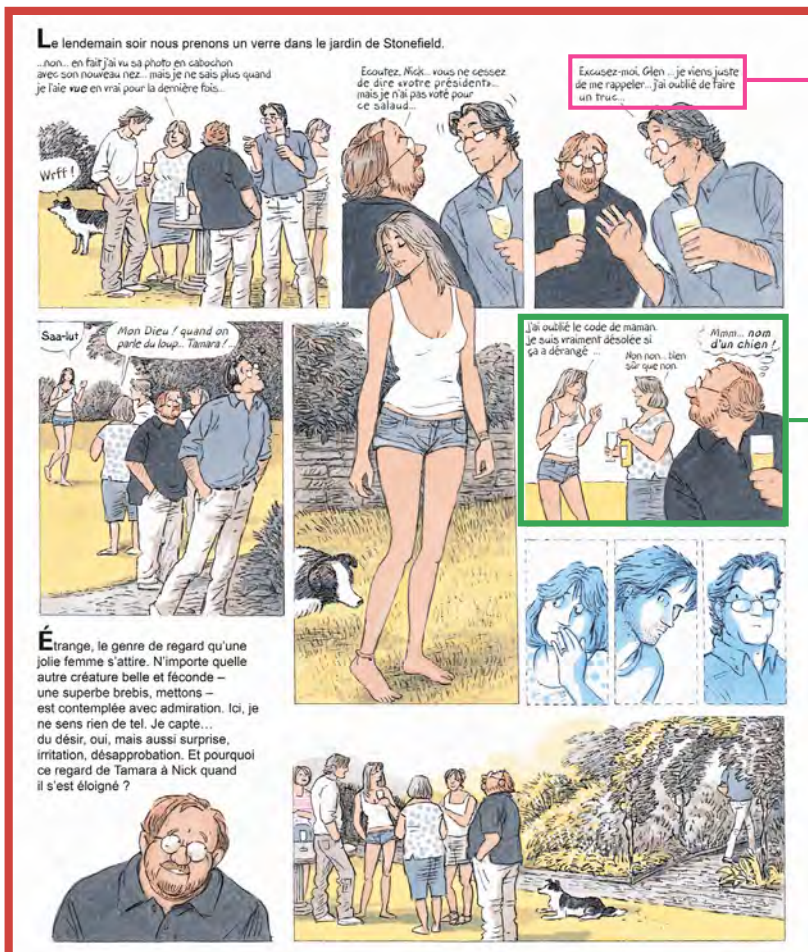 Le lendemain soir nous prenons un verre dans le jardin de Stonefield.
...non... en fait j'ai vu sa photo en cabochon
avec son nouveau nez... mais je ne sais plus quand
je l'aie vue en vrai pour la dernière fois...
Wrff !
Ecoutez, Nick... vous ne cessez
de dire «votre président»...
mais je n'ai pas voté pour
ce salaud...
Excusez-moi, Glen ... je viens juste
de me rappeler... j'ai oublié de faire
un truc...
Saa-lut
Mon Dieu ! quand on
parle du loup... Tamara !...
J'ai oublié le code de maman.
je suis vraiment désolée si
ça a dérangé ...
Non non... bien
sûr que non
Mmm... nom
d'un chien !
Étrange, le genre de regard qu'une
jolie femme s'attire. N'importe quelle
autre créature belle et féconde –
une superbe brebis, mettons –
est contemplée avec admiration. Ici, je
ne sens rien de tel. Je capte…
du désir, oui, mais aussi surprise,
irritation, désapprobation. Et pourquoi
ce regard de Tamara à Nick quand
il s'est éloigné ?